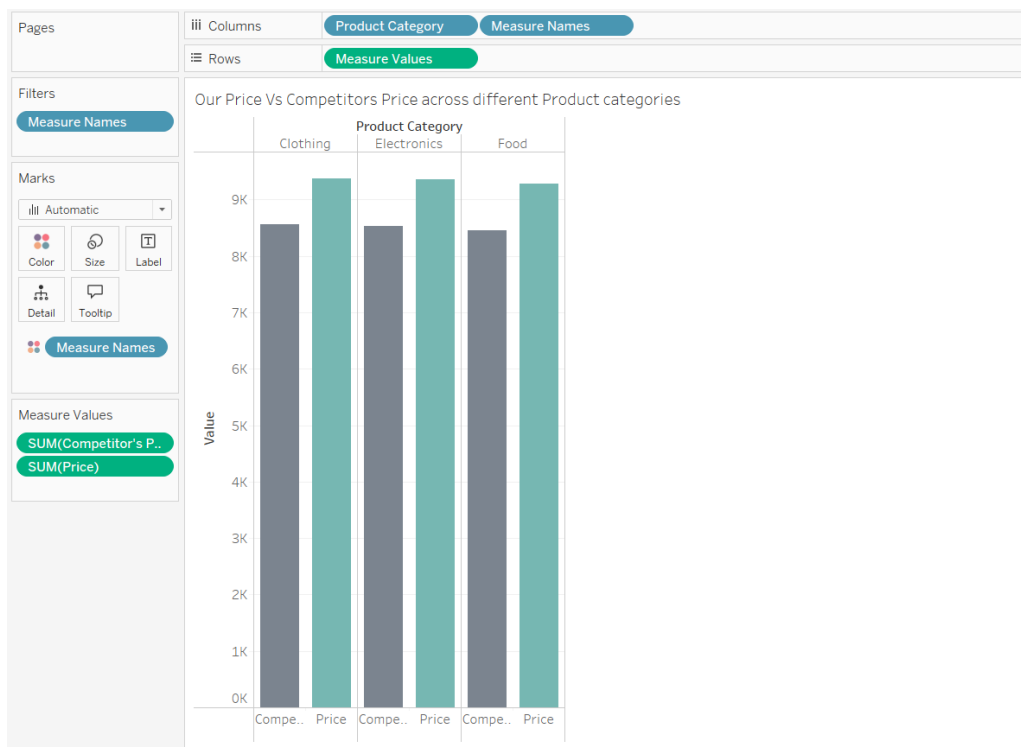 Pages
Columns
Product Category
Measure Names
Rows
Measure Values
Filters
Measure Names
Marks
Automatic
Color
Size
Label
Detail
Tooltip
Measure Names
Measure Values
SUM(Competitor's P..
SUM(Price)
Our Price Vs Competitors Price across different Product categories
Product Category
Clothing Electronics Food
9K
8K
7K
6K
5K
4K
3K
2K
1K
0K
Value
Compe.. Price Compe.. Price Compe.. Price